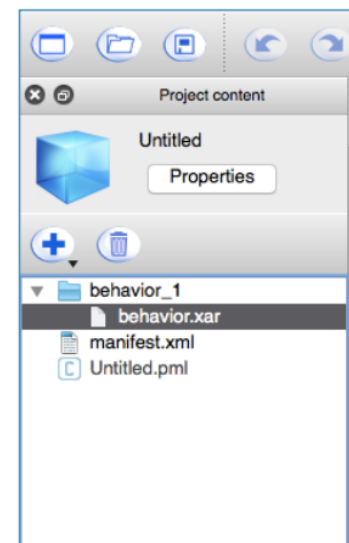 Project content
Untitled
Properties
behavior_1
behavior.xar
manifest.xml
Untitled.pml